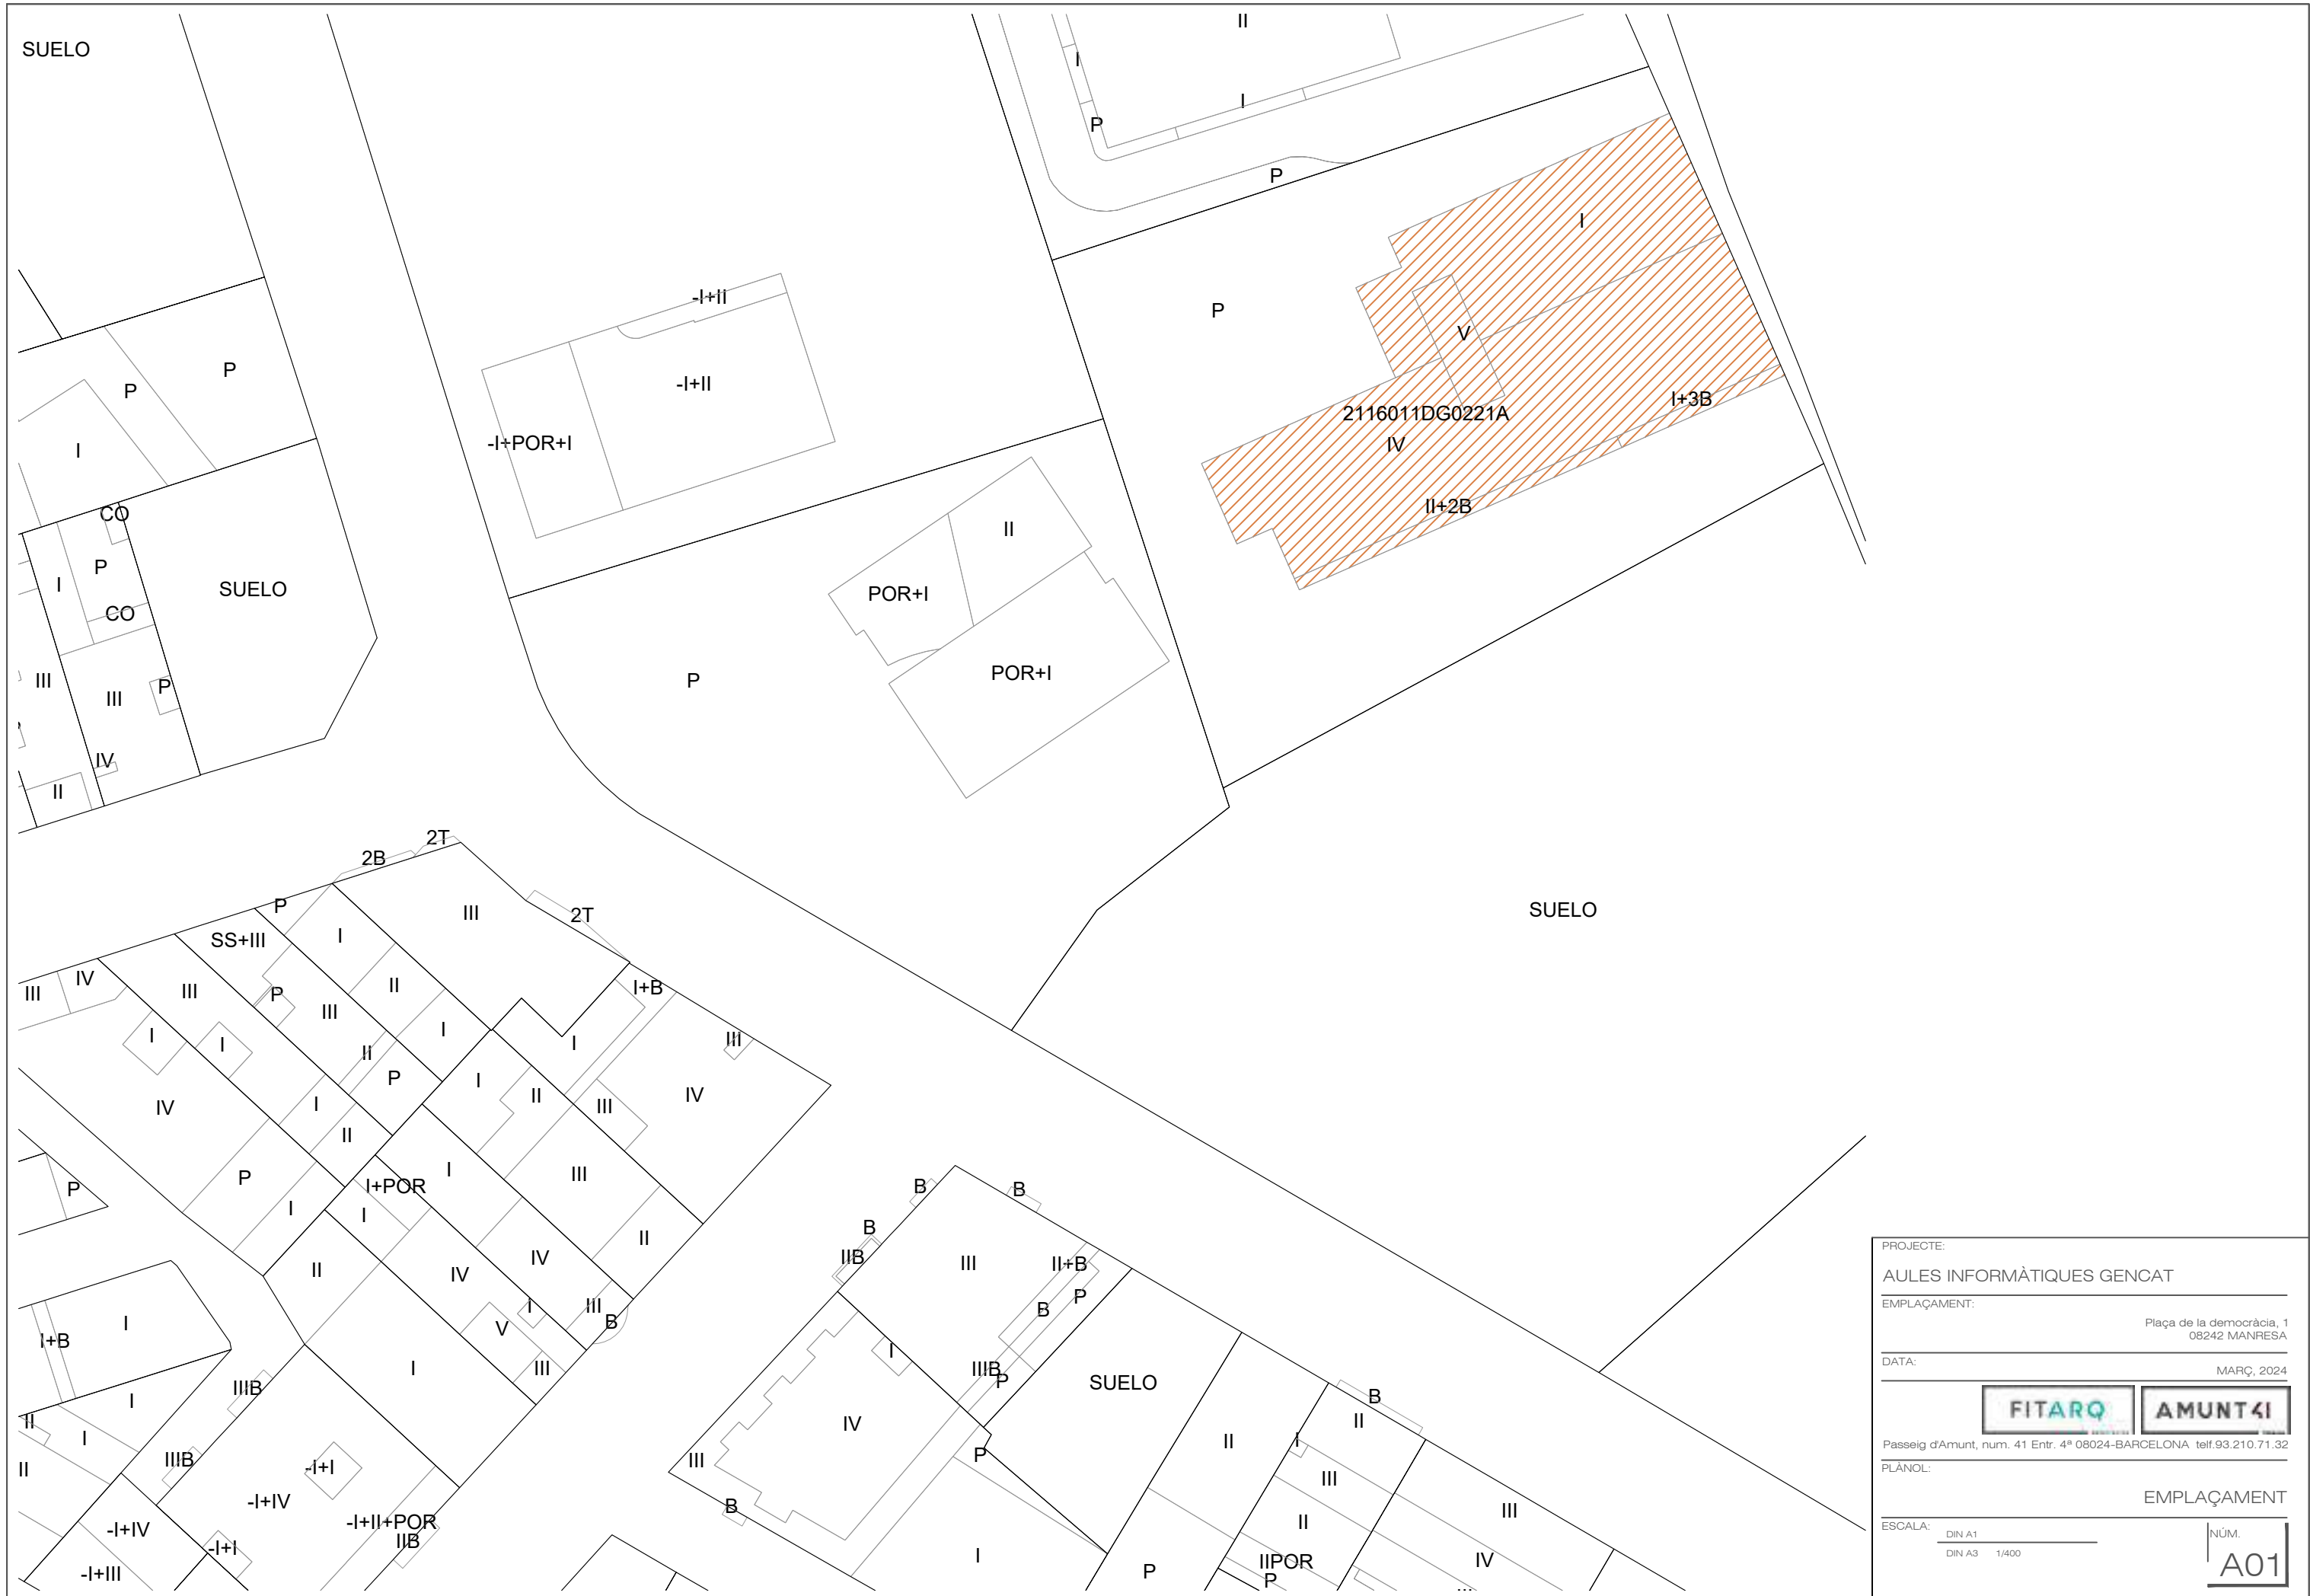 SUELO
II
I
I
P
P
I
-I+II
P
V
-I+II
P
P
I+3B
2116011DG0221A
-I+POR+I
IV
I
II+2B
CO
II
P
I
SUELO
POR+I
CO
POR+I
III
P
P
III
IV
II
2T
2B
SUELO
P
III
2T
I
SS+III
IV
II
I+B
III
III
P
III
I
I
I
I
III
II
P
I
II
IV
I
III
IV
II
I
III
P
P
I+POR
B
B
I
I
B
II
IV
IIB
III
II+B
II
IV
P
I
III
B
I
V
B
I+B
I
I
III
IIIB
P
SUELO
IIIB
I
B
II
IV
II
I
II
I
P
IIIB
III
II
-I+I
III
-I+IV
B
III
-I+II+POR
II
-I+IV
IIB
-I+I
I
IIPOR
IV
-I+III
P
P
PROJECTE:
AULES INFORMÀTIQUES GENCAT
EMPLAÇAMENT:
Plaça de la democràcia, 1
08242 MANRESA
DATA:
MARÇ, 2024
FITARQ AMUNT41
Passeig d'Amunt, num. 41 Entr. 4ª 08024-BARCELONA telf.93.210.71.32
PLÀNOL:
EMPLAÇAMENT
ESCALA:
DIN A1
DIN A3 1/400
NÚM.
A01